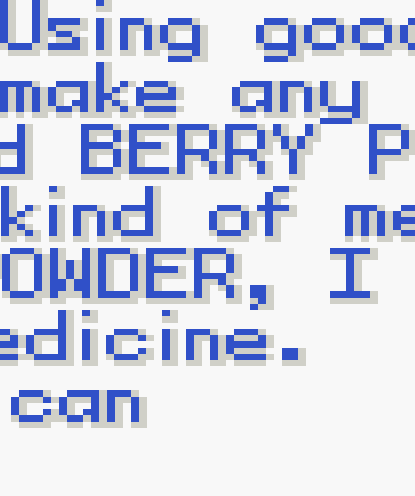 Using good
make any
d BERRY P
kind of me
OWDER, I
edicine.
can